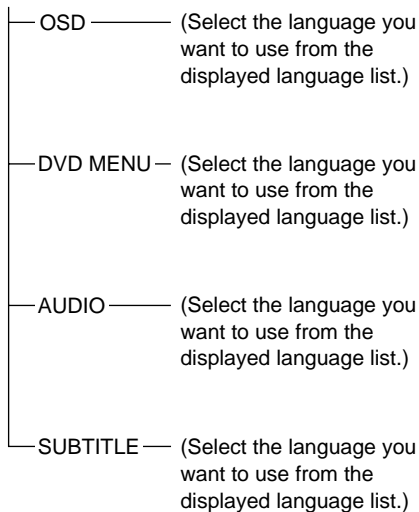 OSD (Select the language you
want to use from the
displayed language list.)
DVD MENU (Select the language you
want to use from the
displayed language list.)
AUDIO (Select the language you
want to use from the
displayed language list.)
SUBTITLE (Select the language you
want to use from the
displayed language list.)